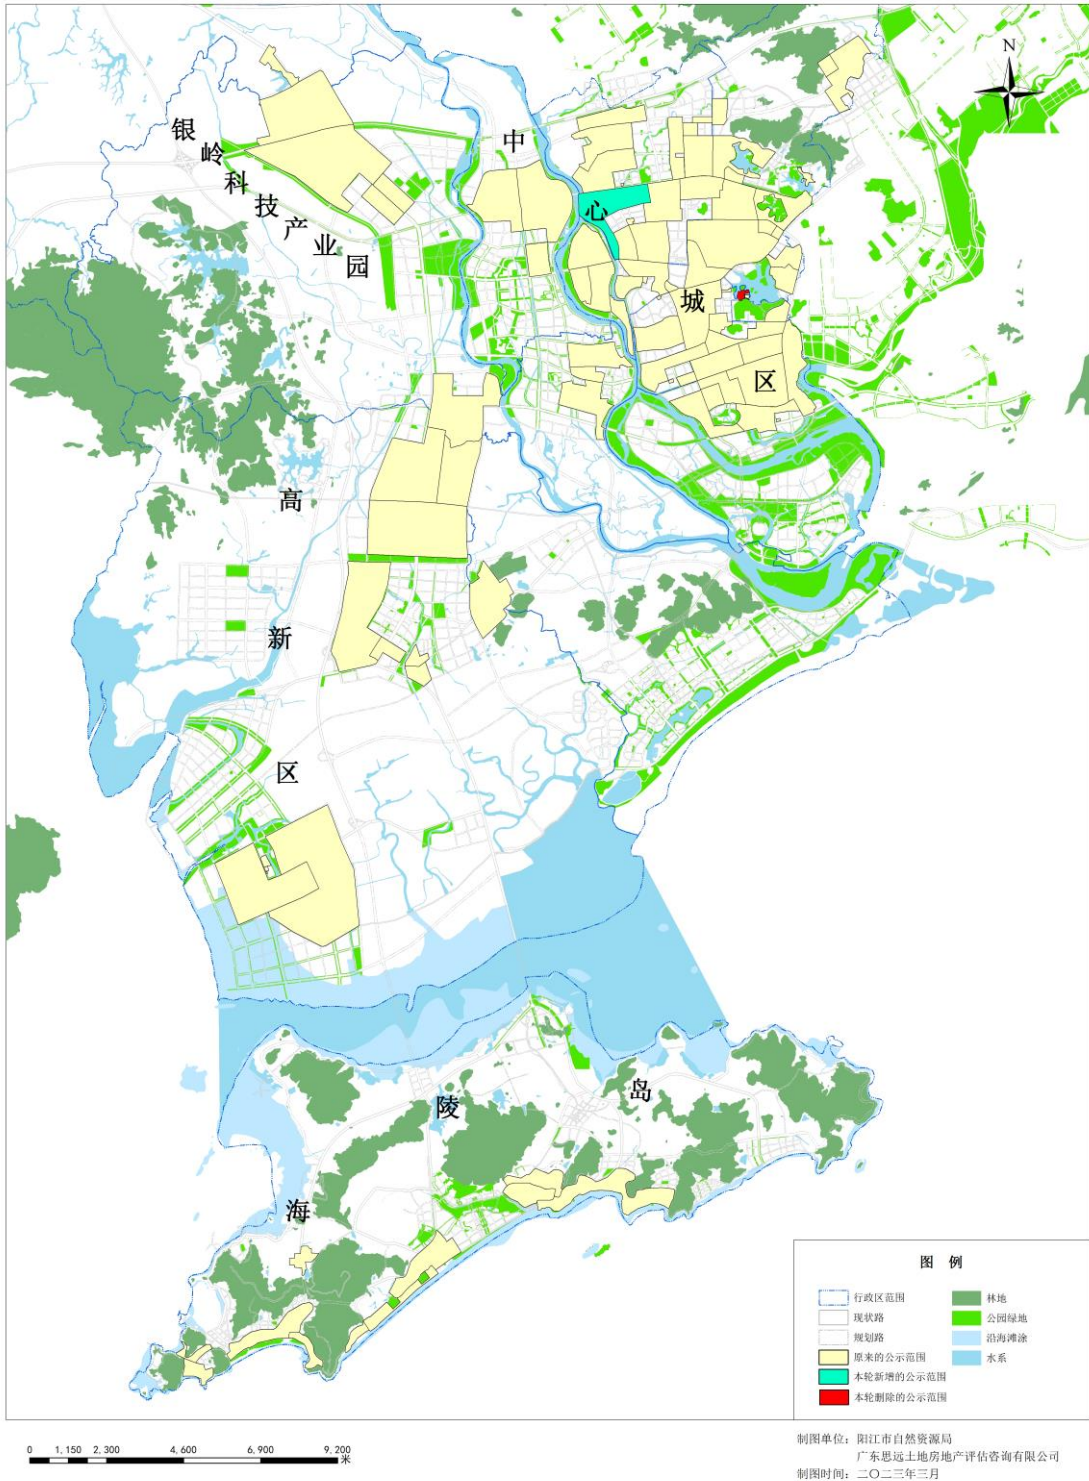 N
银岭科技产业园
中心城区
高新区
海陵岛
图 例
行政区范围
现状路
规划路
原来的公示范围
本轮新增的公示范围
本轮删除的公示范围
林地
公园绿地
沿海滩涂
水系
0 1,150 2,300 4,600 6,900 9,200
米
制图单位：阳江市自然资源局
广东思远土地房地产评估咨询有限公司
制图时间：二〇二三年三月